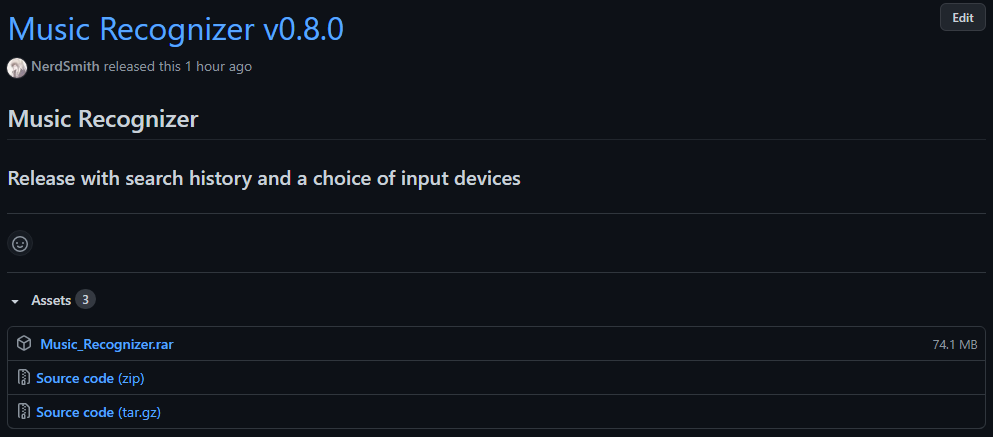 Music Recognizer v0.8.0
Edit
NerdSmith released this 1 hour ago
Music Recognizer
Release with search history and a choice of input devices
Assets 3
Music_Recognizer.rar 74.1 MB
Source code (zip)
Source code (tar.gz)